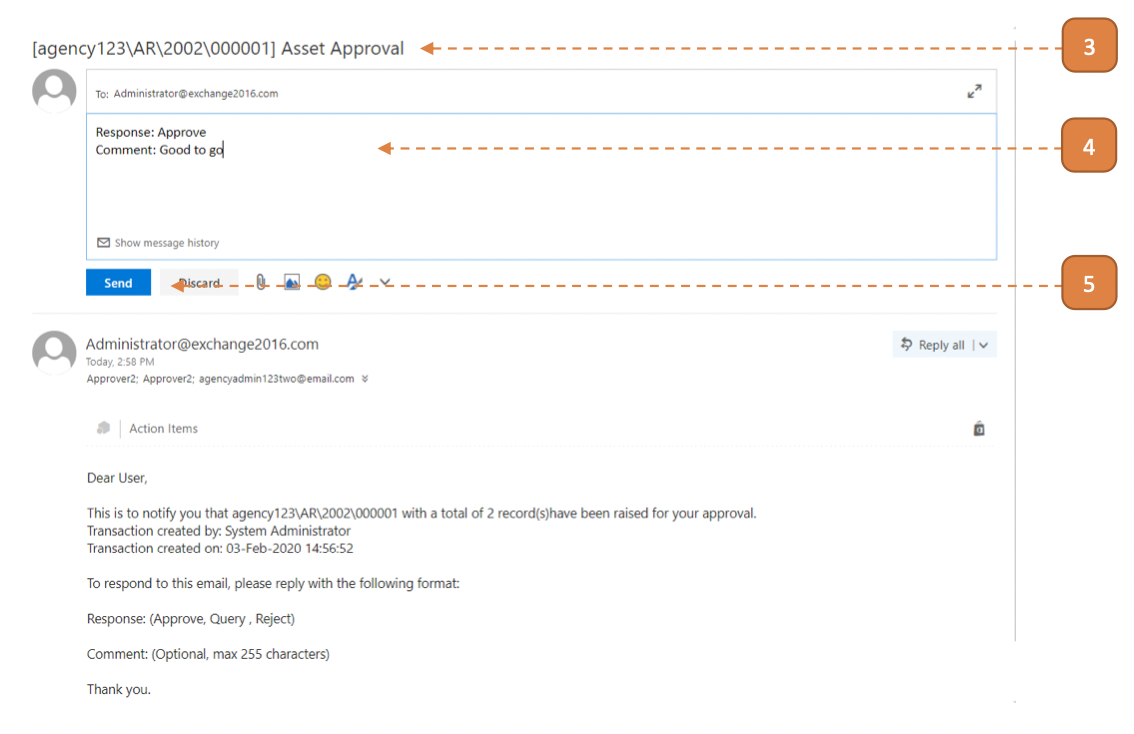 [agency123\AR\2002\000001] Asset Approval
3
To: Administrator@exchange2016.com
Response: Approve
Comment: Good to go
4
Show message history
Send Discard
5
Administrator@exchange2016.com
Reply all
Today, 2:58 PM
Approver2; Approver2; agencyadmin123two@email.com
Action Items
Dear User,
This is to notify you that agency123\AR\2002\000001 with a total of 2 record(s)have been raised for your approval.
Transaction created by: System Administrator
Transaction created on: 03-Feb-2020 14:56:52
To respond to this email, please reply with the following format:
Response: (Approve, Query , Reject)
Comment: (Optional, max 255 characters)
Thank you.